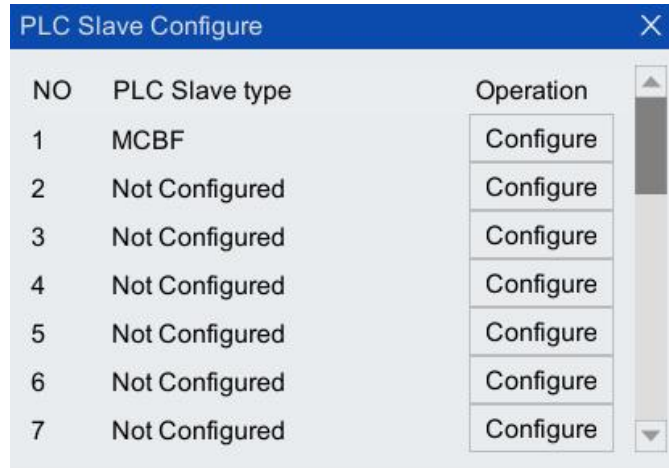 PLC Slave Configure X
NO PLC Slave type Operation
1 MCBF Configure
2 Not Configured Configure
3 Not Configured Configure
4 Not Configured Configure
5 Not Configured Configure
6 Not Configured Configure
7 Not Configured Configure